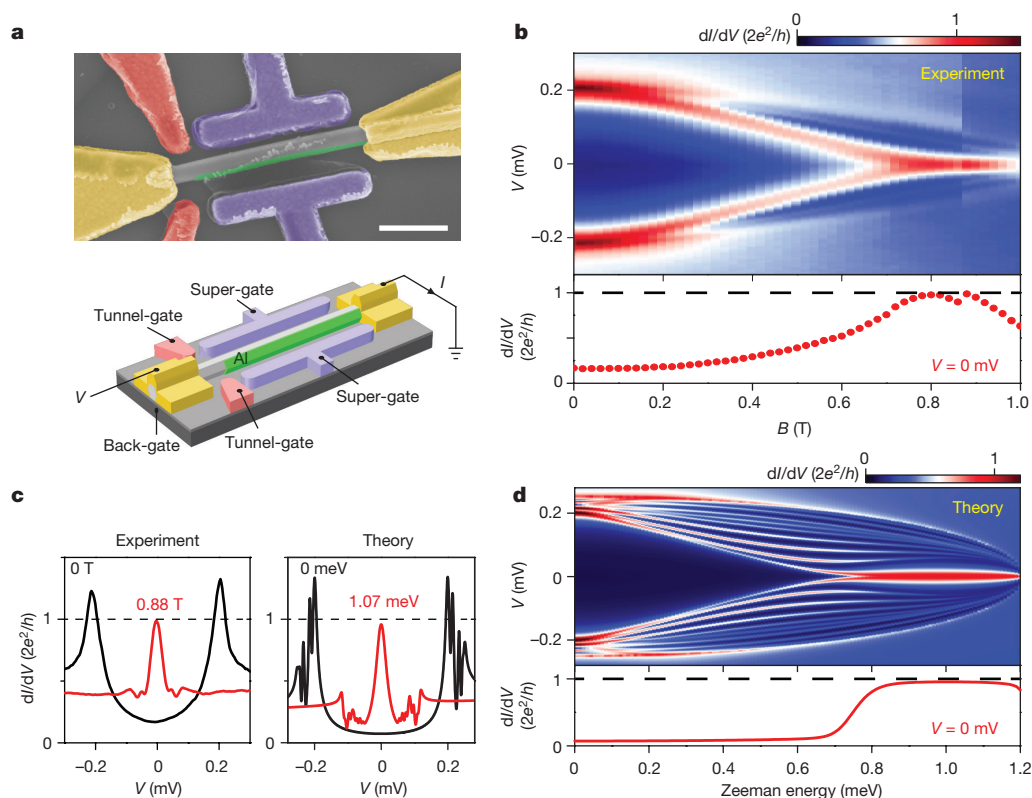 a
Super-gate
I
Tunnel-gate
Al
V
Super-gate
Back-gate
Tunnel-gate
b
dI/dV (2e²/h)
0
1
Experiment
0.2
0
−0.2
V (mV)
1
0
dI/dV
(2e²/h)
V = 0 mV
0
0.2
0.4
0.6
0.8
1.0
B (T)
c
Experiment
0 T
0.88 T
1
0
dI/dV (2e²/h)
−0.2
0
0.2
V (mV)
Theory
0 meV
1.07 meV
1
0
−0.2
0
0.2
V (mV)
d
dI/dV (2e²/h)
0
1
Theory
0.2
0
−0.2
V (mV)
1
0
dI/dV
(2e²/h)
V = 0 mV
0
0.2
0.4
0.6
0.8
1.0
1.2
Zeeman energy (meV)